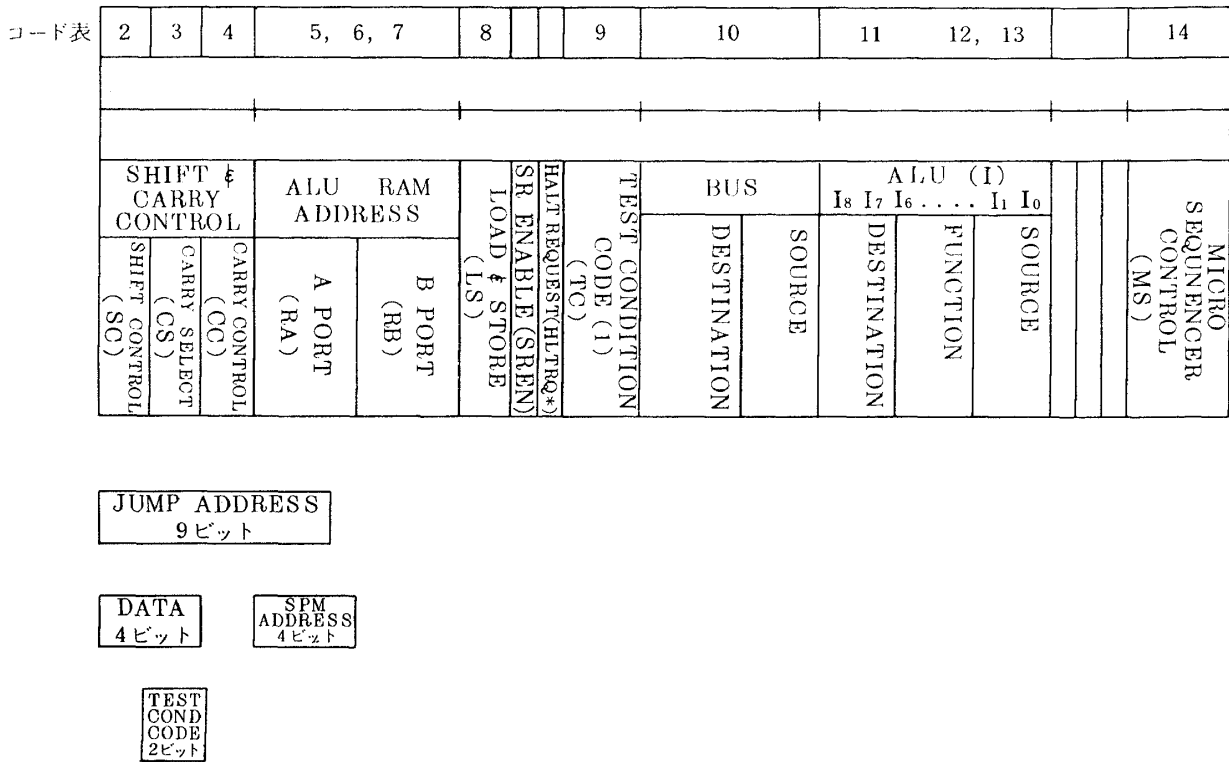 コード表 2 3 4 5, 6, 7 8 9 10 11 12, 13 14
SHIFT &
CARRY
CONTROL
SHIFT CONTROL
(SC)
CARRY SELECT
(CS)
CARRY CONTROL
(CC)
ALU RAM
ADDRESS
A PORT
(RA)
B PORT
(RB)
LOAD & STORE
(LS)
SR ENABLE (SREN)
HALT REQUEST (HLTRQ*)
TEST CONDITION
CODE (1)
(TC)
BUS
DESTINATION
SOURCE
ALU (I)
I8 I7 I6 .... I1 I0
DESTINATION
FUNCTION
SOURCE
MICRO
SEQUNENCER
CONTROL
(MS)
JUMP ADDRESS
9ビット
DATA
4ビット
SPM
ADDRESS
4ビット
TEST
COND
CODE
2ビット